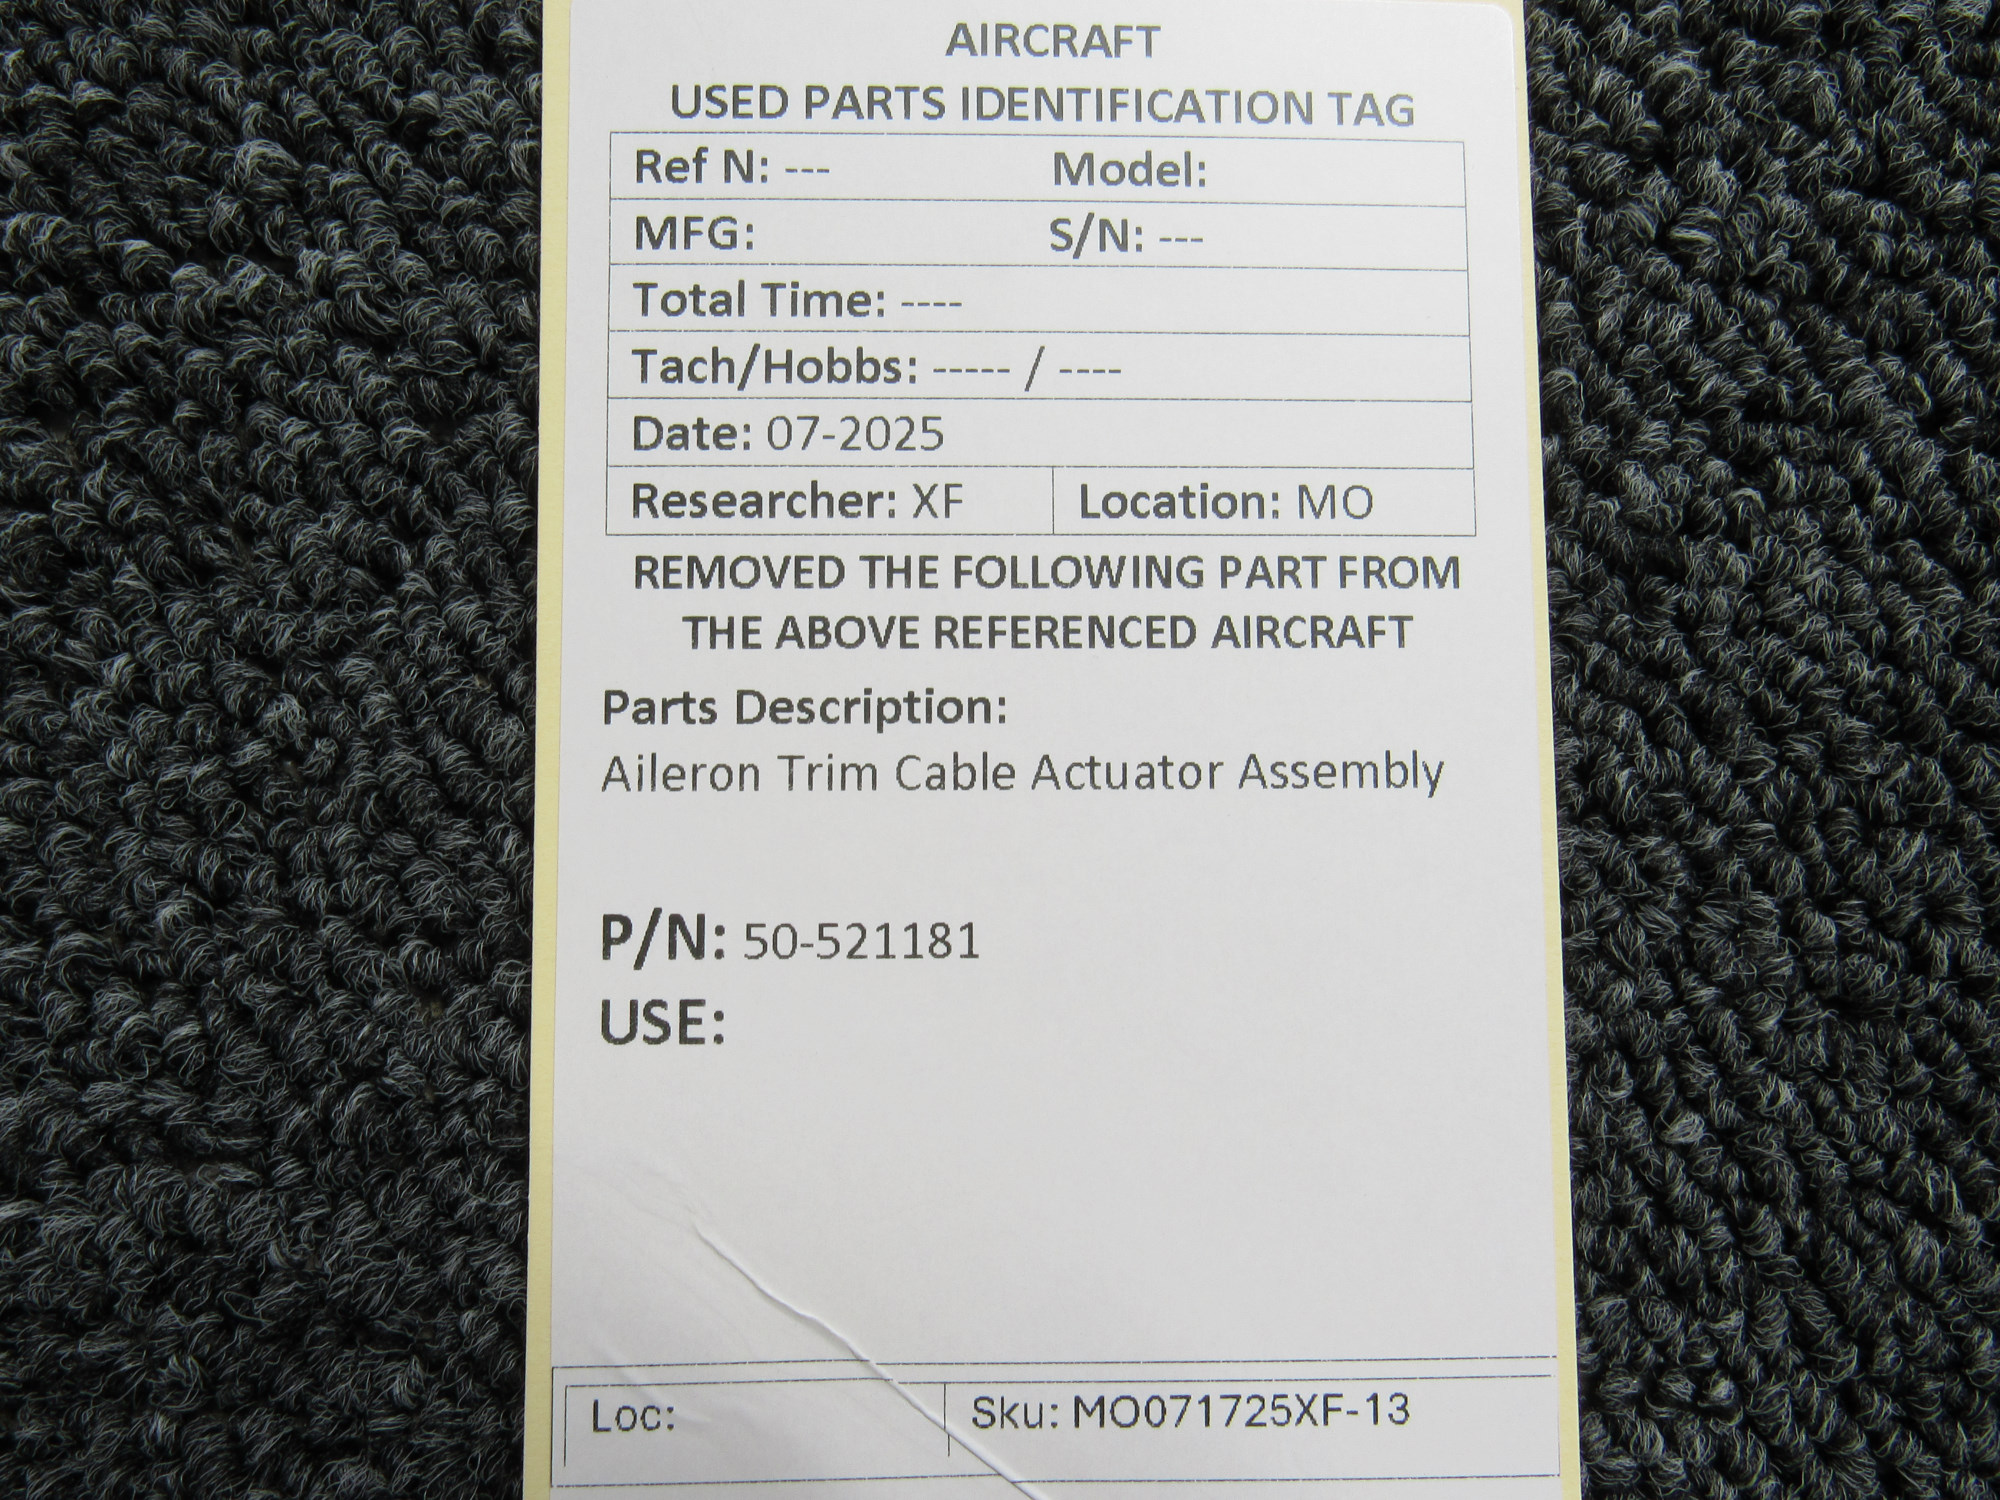 AIRCRAFT
USED PARTS IDENTIFICATION TAG
Ref N: --- Model:
MFG: S/N: ---
Total Time: ----
Tach/Hobbs: ----- / ----
Date: 07-2025
Researcher: XF Location: MO
REMOVED THE FOLLOWING PART FROM
THE ABOVE REFERENCED AIRCRAFT
Parts Description:
Aileron Trim Cable Actuator Assembly
P/N: 50-521181
USE:
Loc: Sku: MO071725XF-13